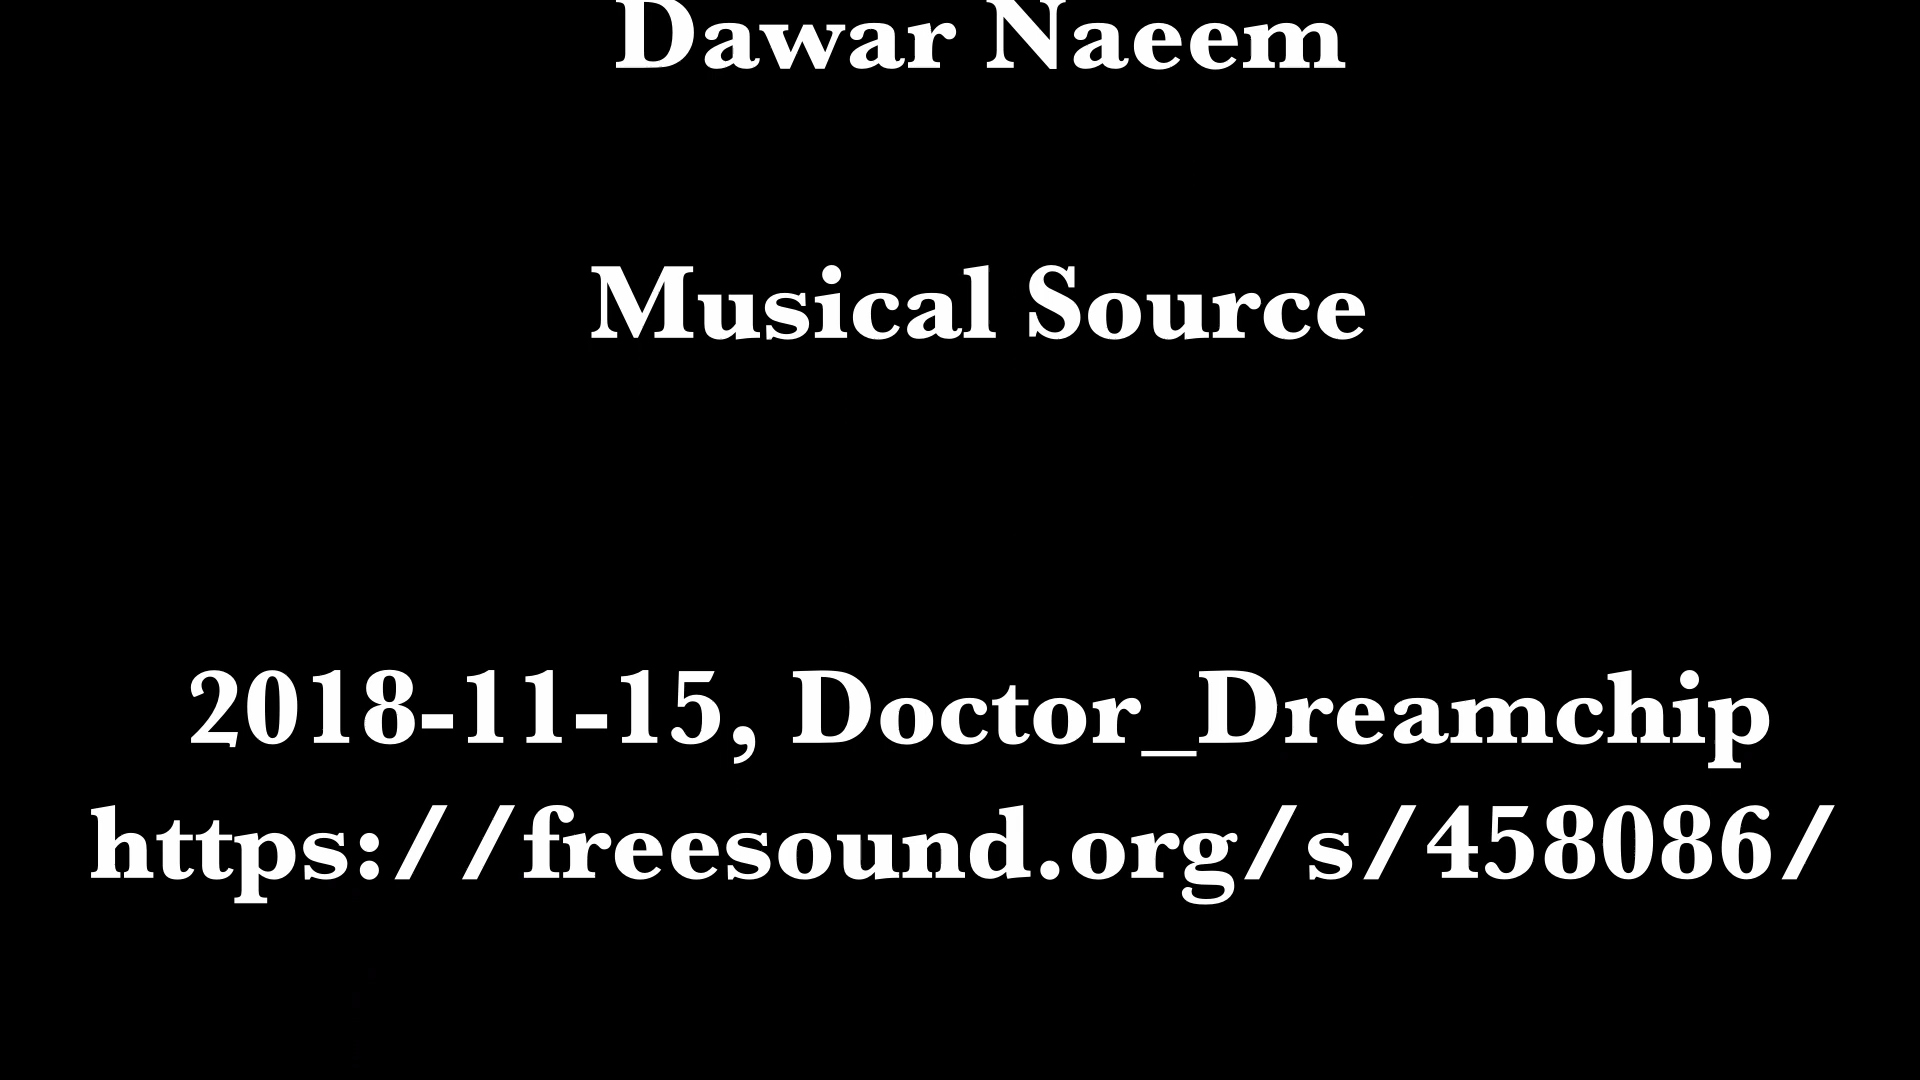 Dawar Naeem
Musical Source
2018-11-15, Doctor_Dreamchip
https://freesound.org/s/458086/